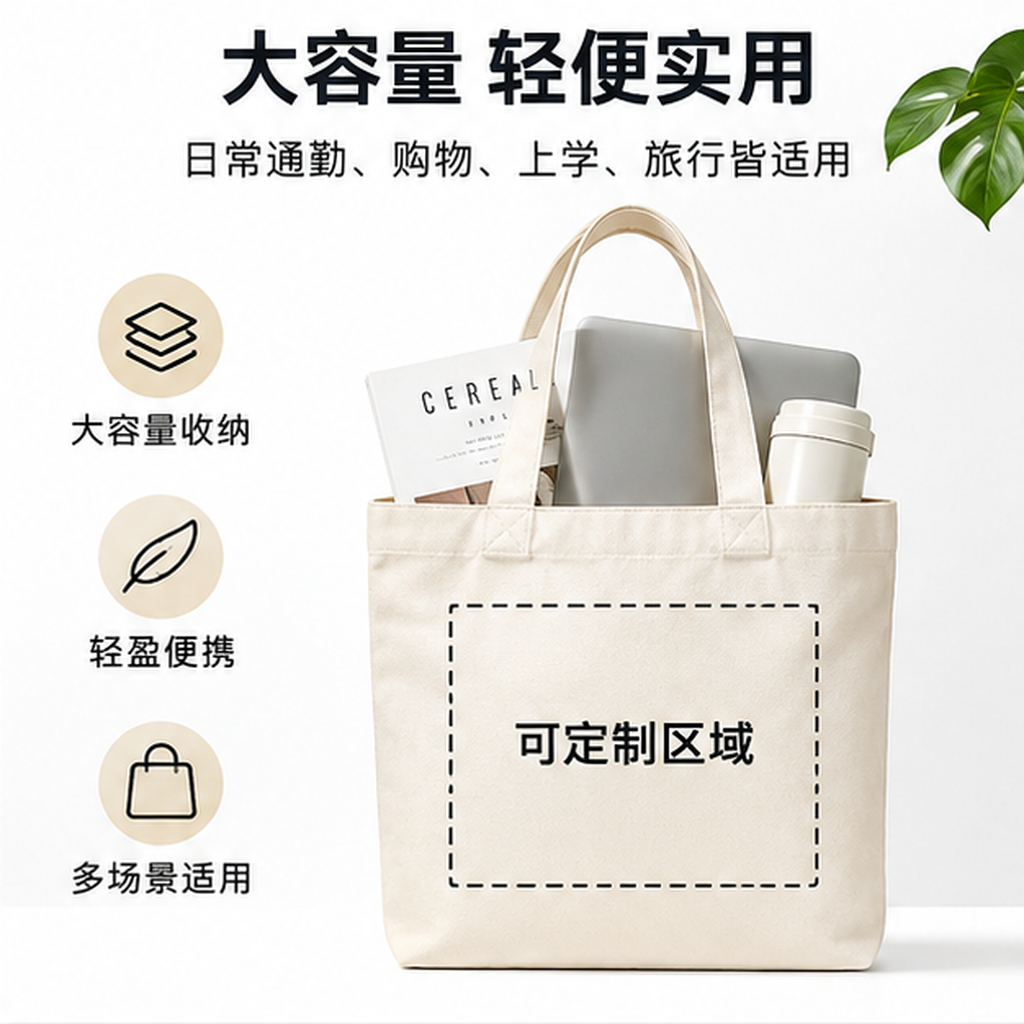 大容量 轻便实用
日常通勤、购物、上学、旅行皆适用
CEREAL
大容量收纳
轻盈便携
可定制区域
多场景适用